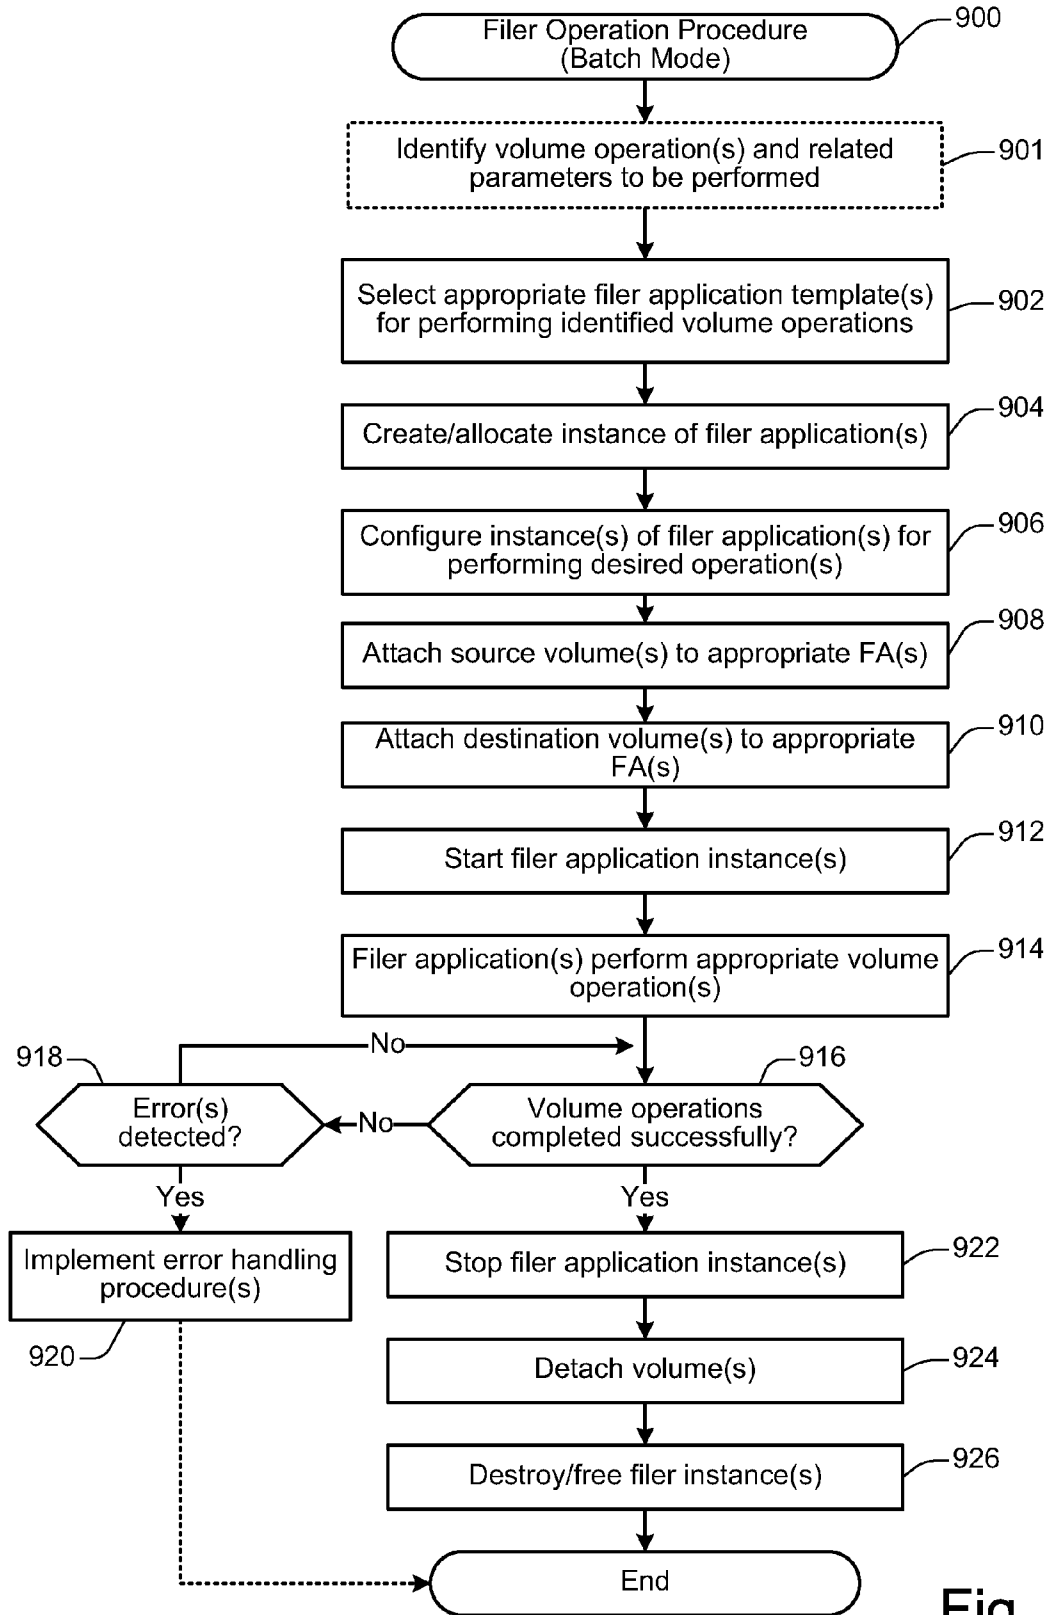 Filer Operation Procedure
(Batch Mode)
900
Identify volume operation(s) and related
parameters to be performed
901
Select appropriate filer application template(s)
for performing identified volume operations
902
Create/allocate instance of filer application(s)
904
Configure instance(s) of filer application(s) for
performing desired operation(s)
906
Attach source volume(s) to appropriate FA(s)
908
Attach destination volume(s) to appropriate
FA(s)
910
Start filer application instance(s)
912
Filer application(s) perform appropriate volume
operation(s)
914
No
918
Error(s)
detected?
No
Volume operations
completed successfully?
916
Yes
Yes
Implement error handling
procedure(s)
920
Stop filer application instance(s)
922
Detach volume(s)
924
Destroy/free filer instance(s)
926
End
Fig